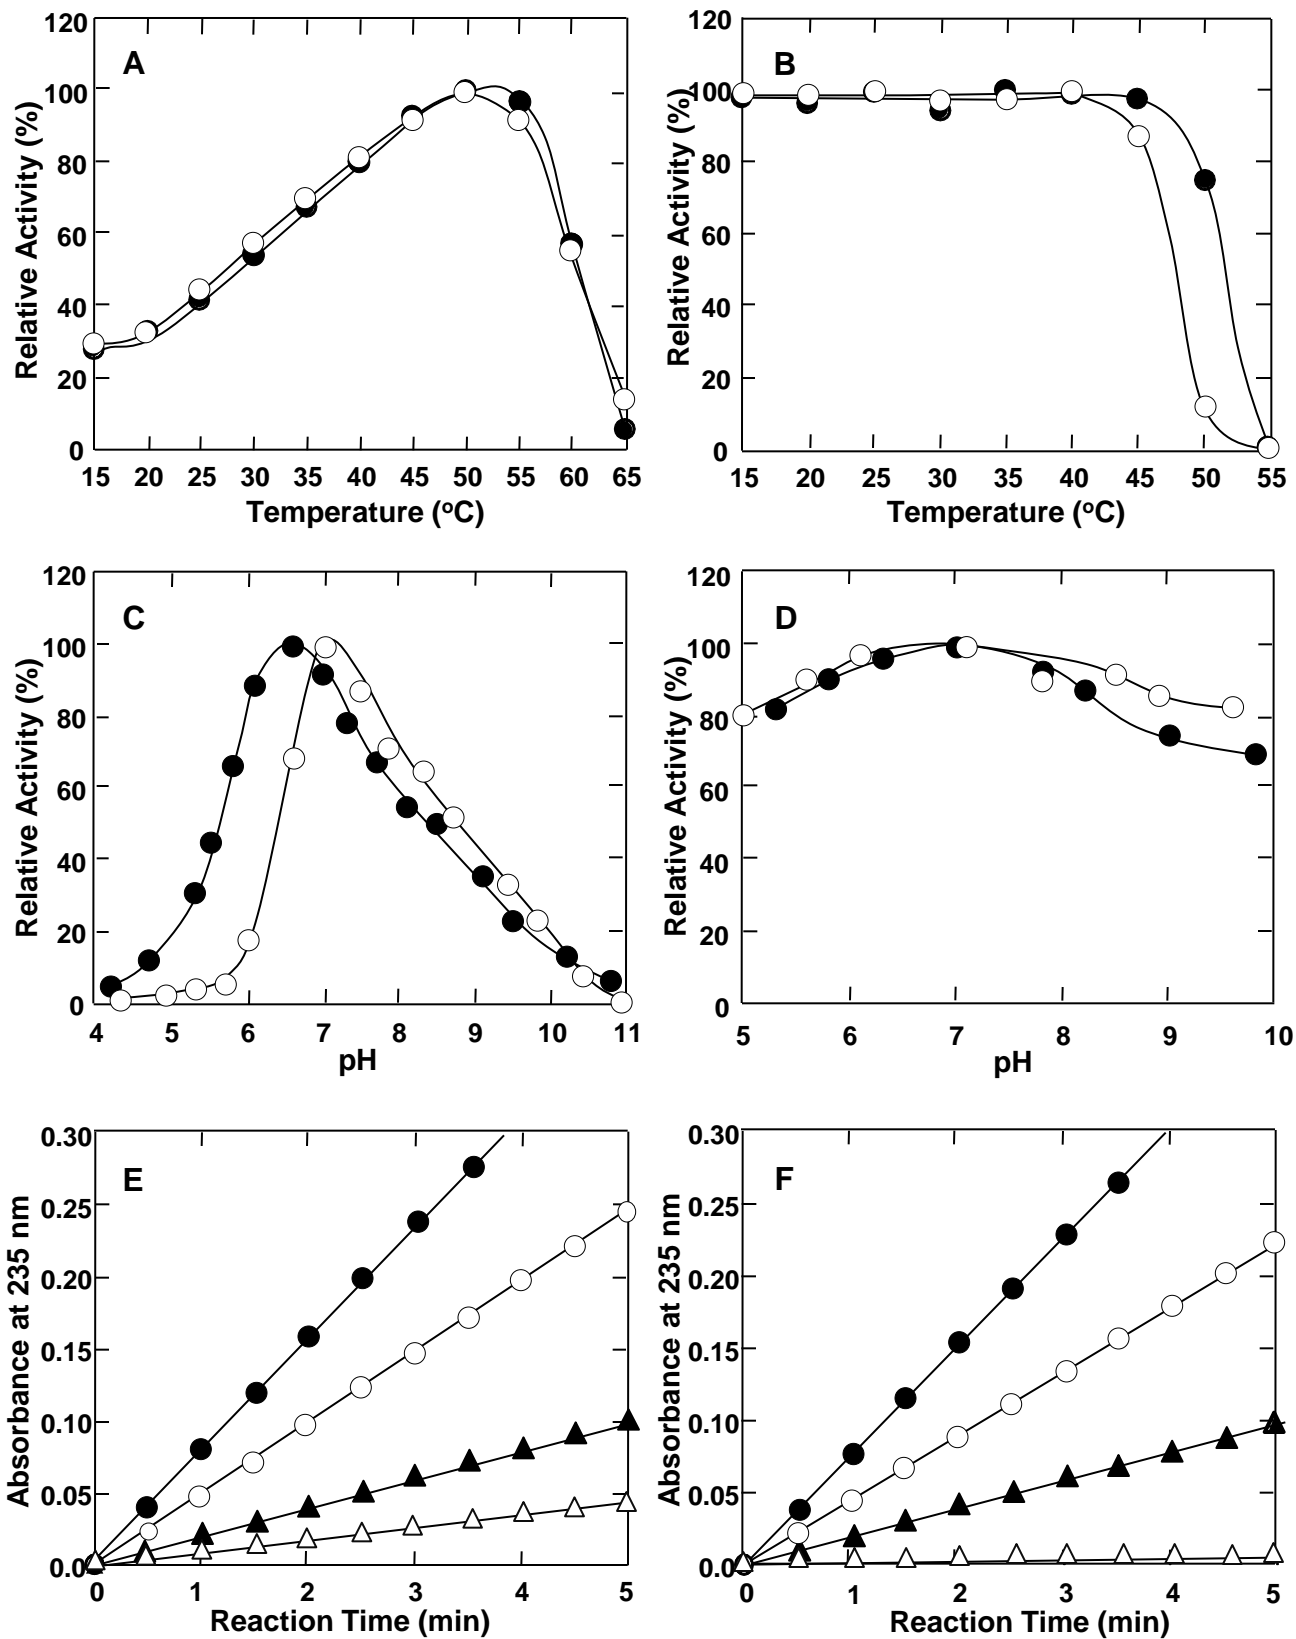 A
120
100
80
60
40
20
0
Relative Activity (%)
15 20 25 30 35 40 45 50 55 60 65
Temperature (oC)
B
120
100
80
60
40
20
0
Relative Activity (%)
15 20 25 30 35 40 45 50 55
Temperature (oC)
C
120
100
80
60
40
20
0
Relative Activity (%)
4 5 6 7 8 9 10 11
pH
D
120
100
80
60
40
20
0
Relative Activity (%)
5 6 7 8 9 10
pH
E
0.30
0.25
0.20
0.15
0.10
0.05
0.0
Absorbance at 235 nm
0 1 2 3 4 5
Reaction Time (min)
F
0.30
0.25
0.20
0.15
0.10
0.05
0.0
Absorbance at 235 nm
0 1 2 3 4 5
Reaction Time (min)